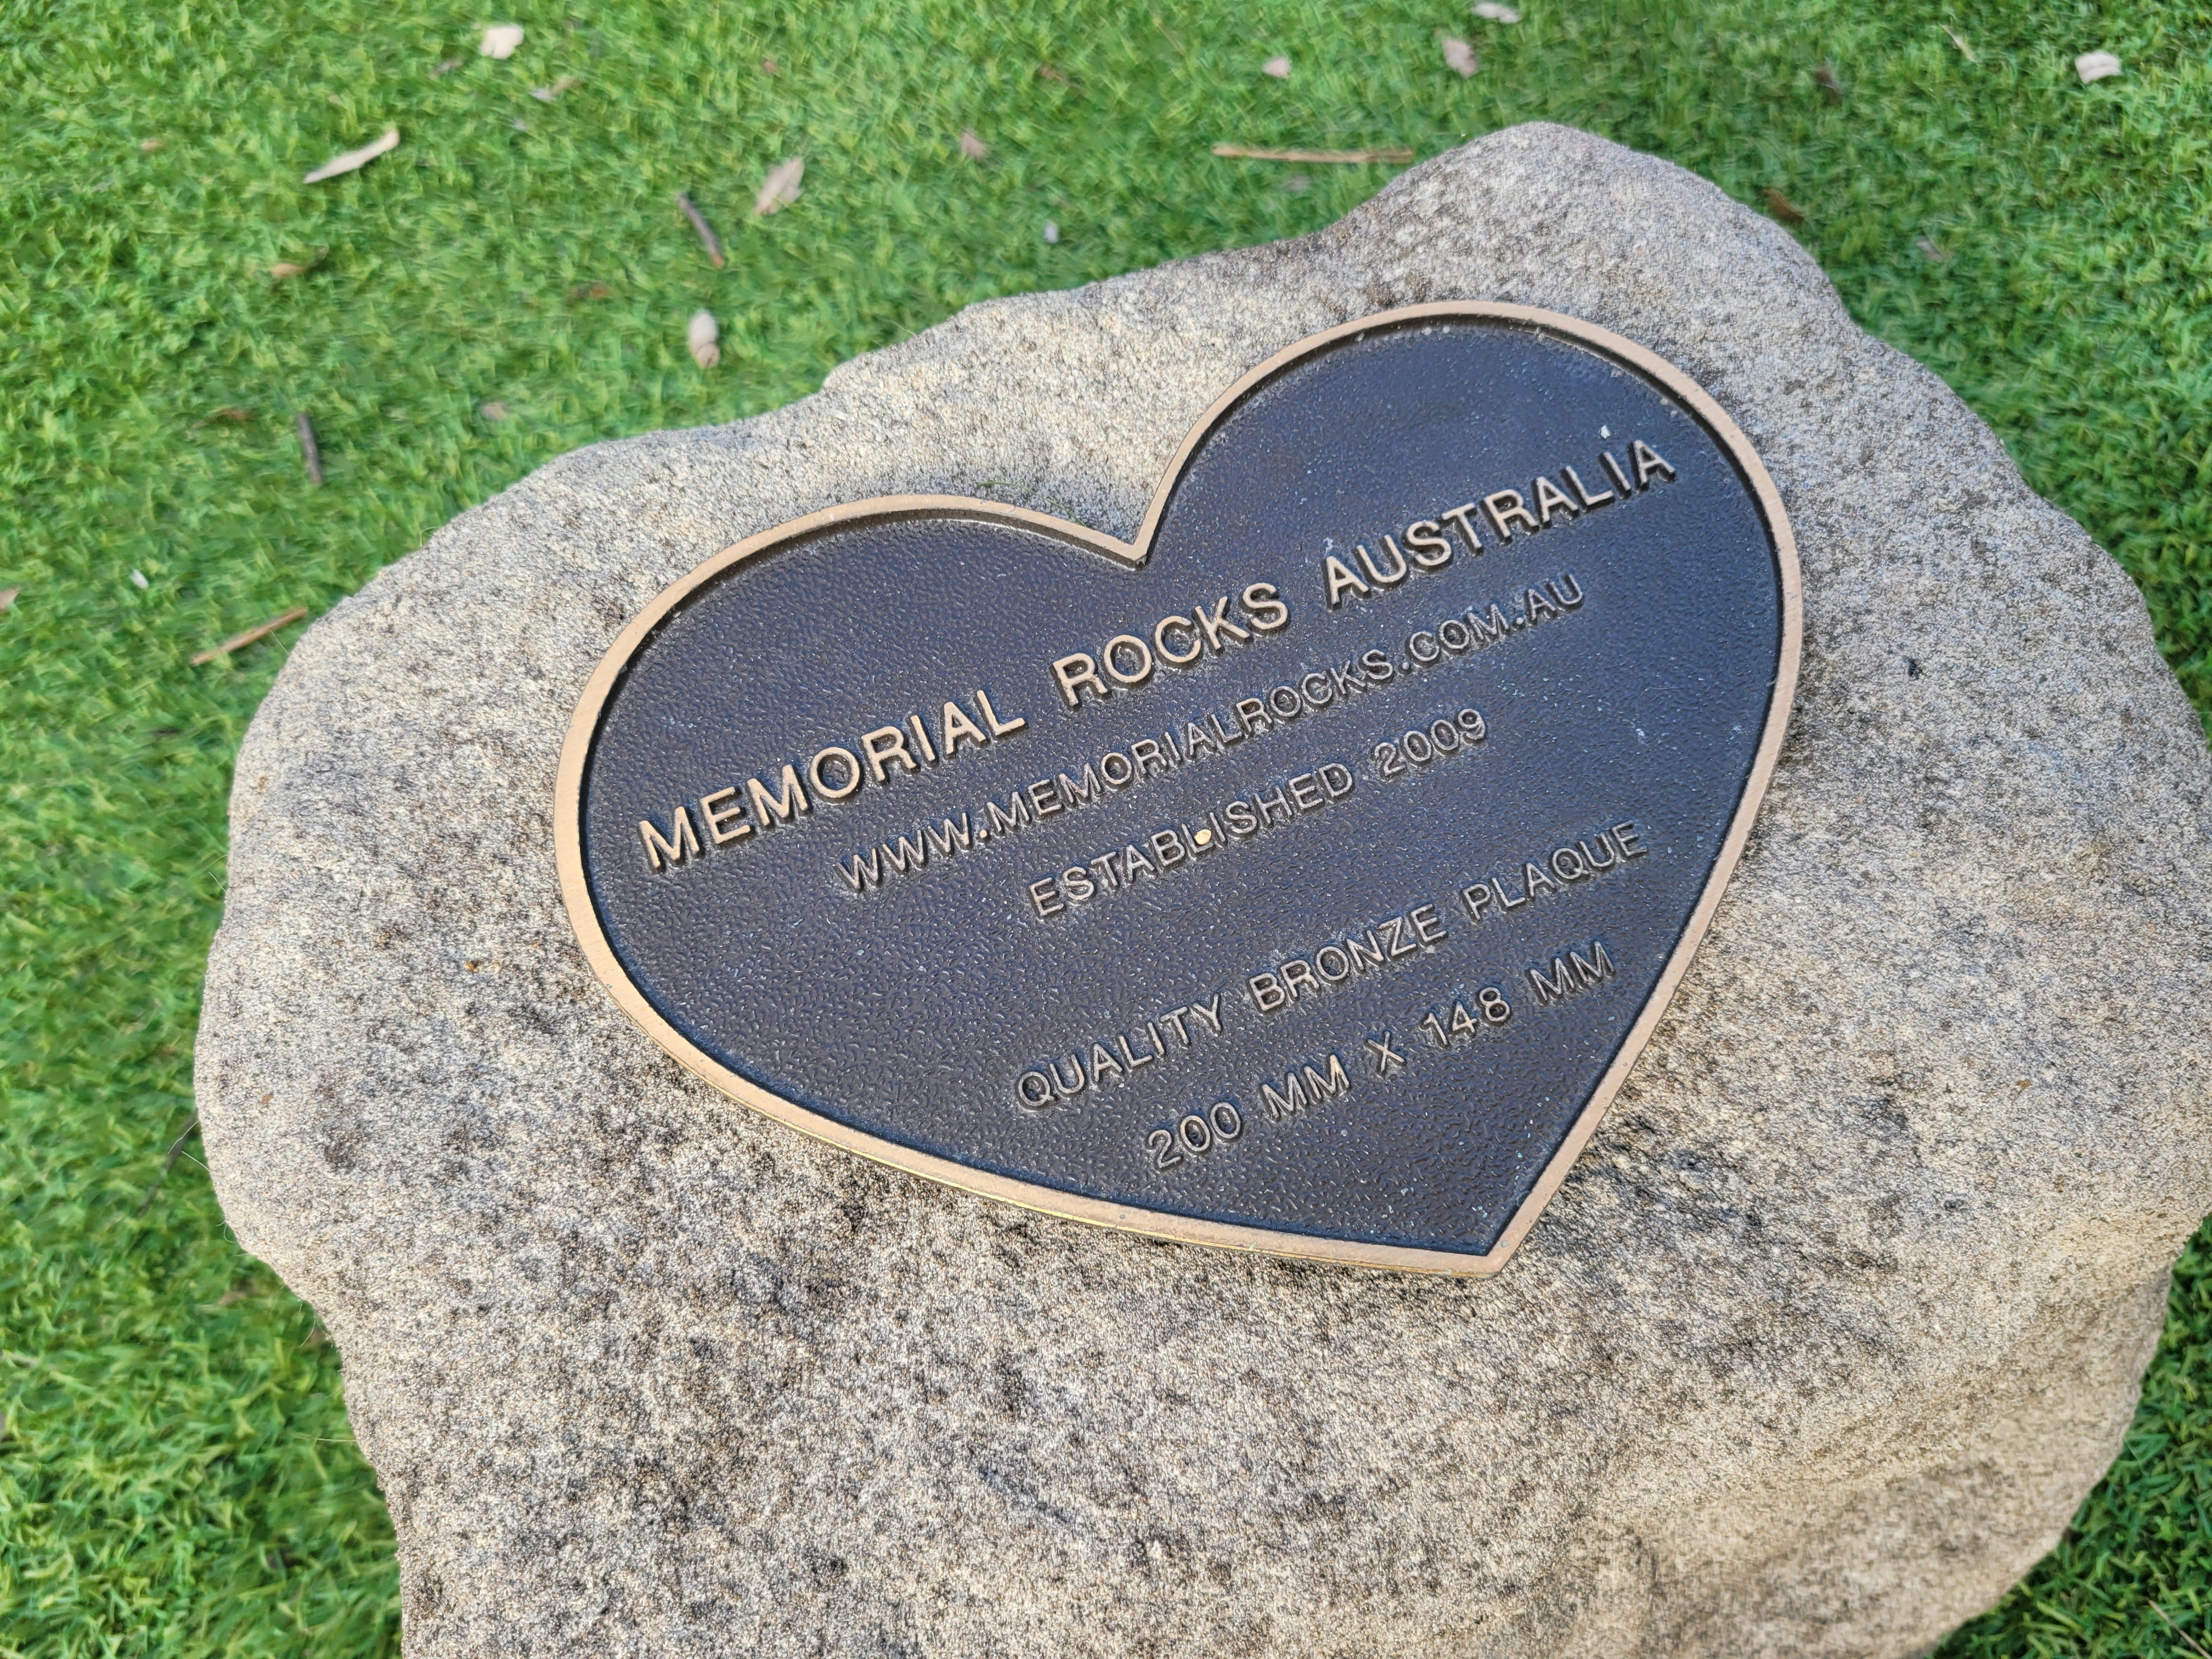 MEMORIAL ROCKS AUSTRALIA
WWW.MEMORIALROCKS.COM.AU
ESTABLISHED 2009
QUALITY BRONZE PLAQUE
200 MM X 148 MM